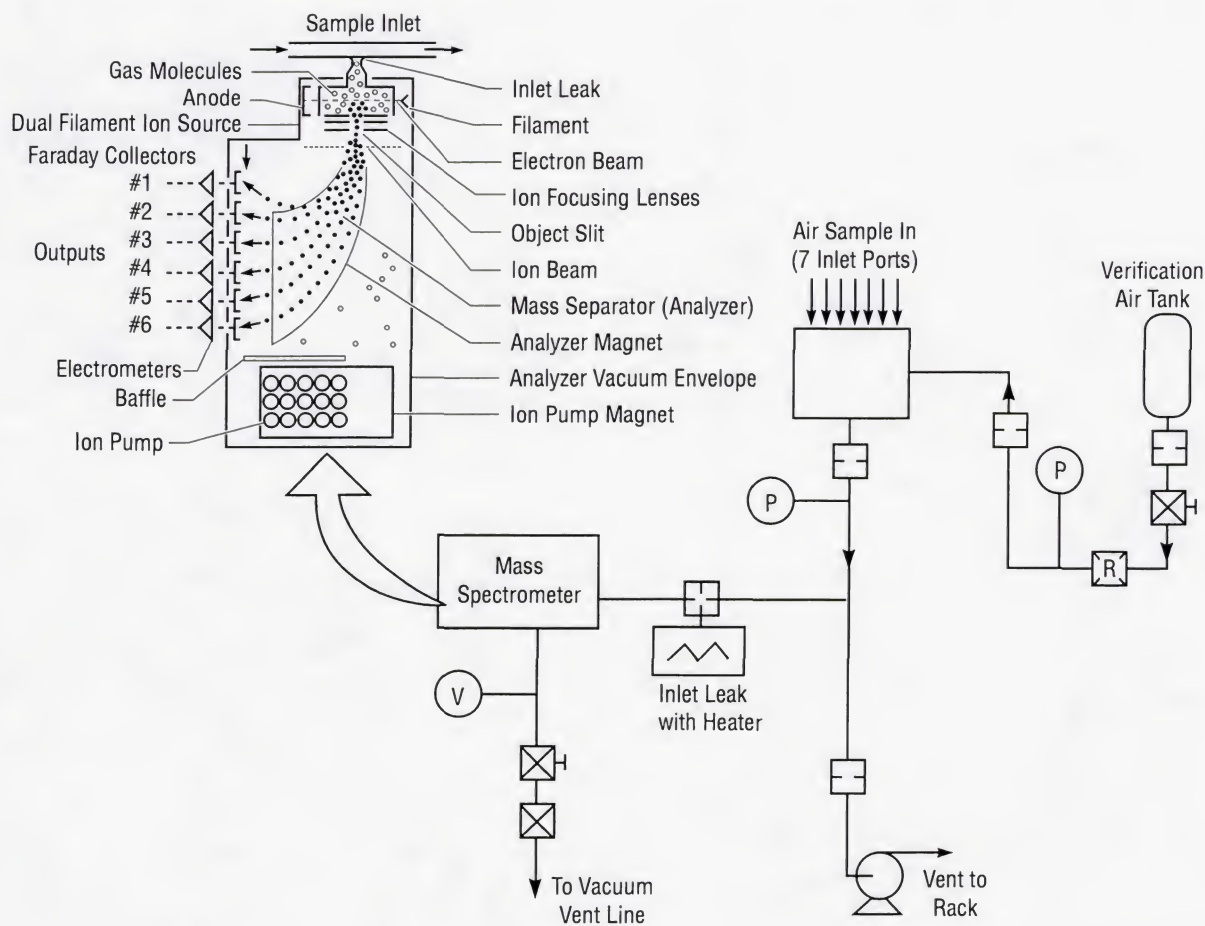 Sample Inlet
Gas Molecules
Anode
Dual Filament Ion Source
Faraday Collectors
#1
#2
#3
#4
#5
#6
Outputs
Electrometers
Baffle
Ion Pump
Inlet Leak
Filament
Electron Beam
Ion Focusing Lenses
Object Slit
Ion Beam
Mass Separator (Analyzer)
Analyzer Magnet
Analyzer Vacuum Envelope
Ion Pump Magnet
Air Sample In
(7 Inlet Ports)
Verification
Air Tank
P
P
R
Mass
Spectrometer
Inlet Leak
with Heater
V
To Vacuum
Vent Line
Vent to
Rack